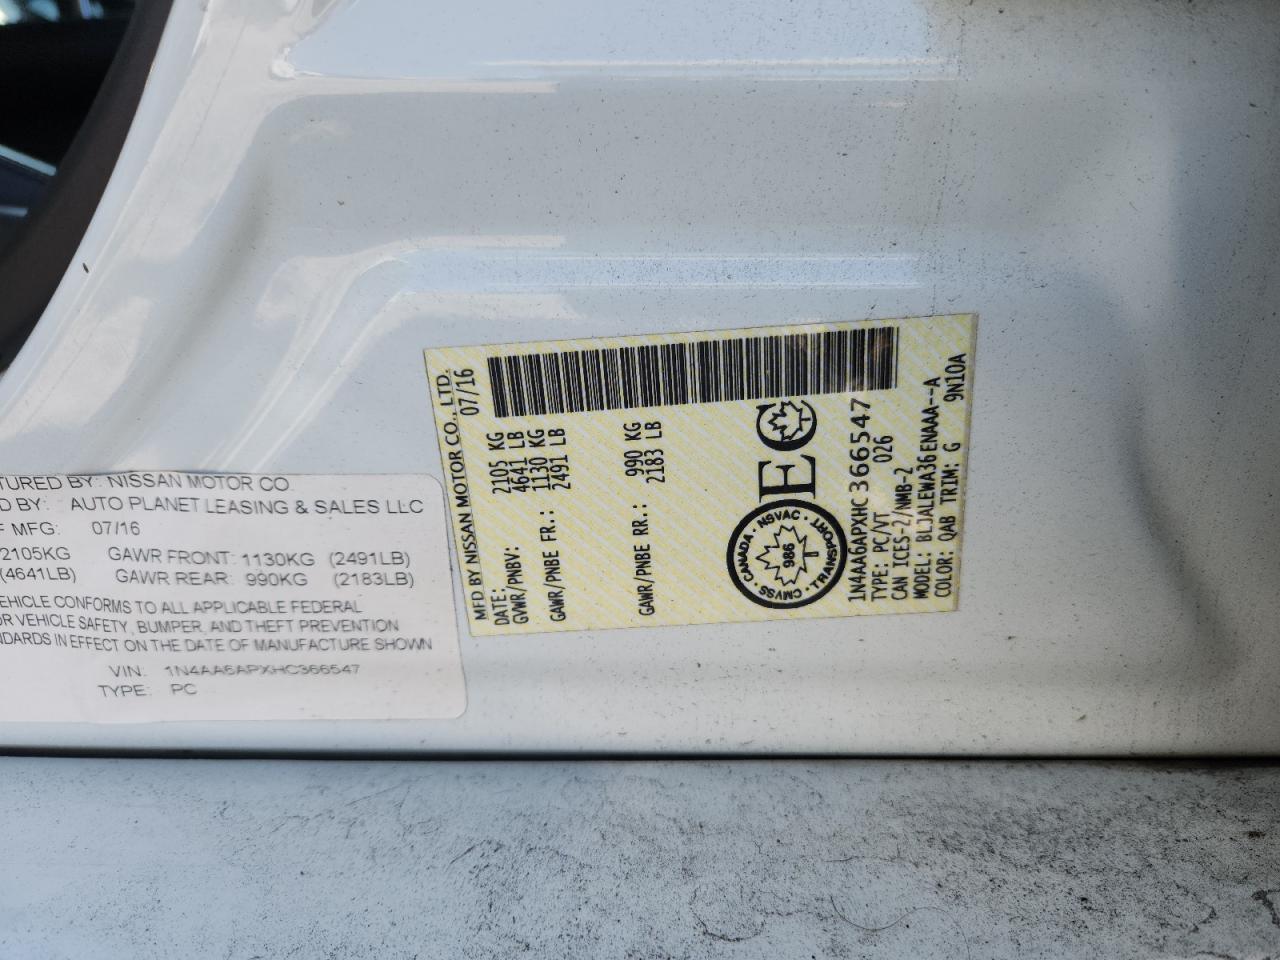 MFD BY NISSAN MOTOR CO., LTD.
DATE: 07/16
GVWR/PNBV: 2105 KG
4641 LB
GAWR/PNBE FR.: 1130 KG
2491 LB
GAWR/PNBE RR.: 990 KG
2183 LB
EC
CANADA · NSVAC · TRANSPORT · CMVSS ·
986
1N4AA6APXHC366547
TYPE: PC/VT 026
CAN ICES-2/NMB-2
MODEL: BLJALEWA36ENAAA--A
COLOR: QAB TRIM: G 9N10A
TURED BY: NISSAN MOTOR CO
D BY: AUTO PLANET LEASING & SALES LLC
F MFG: 07/16
2105KG GAWR FRONT: 1130KG (2491LB)
(4641LB) GAWR REAR: 990KG (2183LB)
EHICLE CONFORMS TO ALL APPLICABLE FEDERAL
OR VEHICLE SAFETY, BUMPER, AND THEFT PREVENTION
NDARDS IN EFFECT ON THE DATE OF MANUFACTURE SHOWN
VIN: 1N4AA6APXHC366547
TYPE: PC